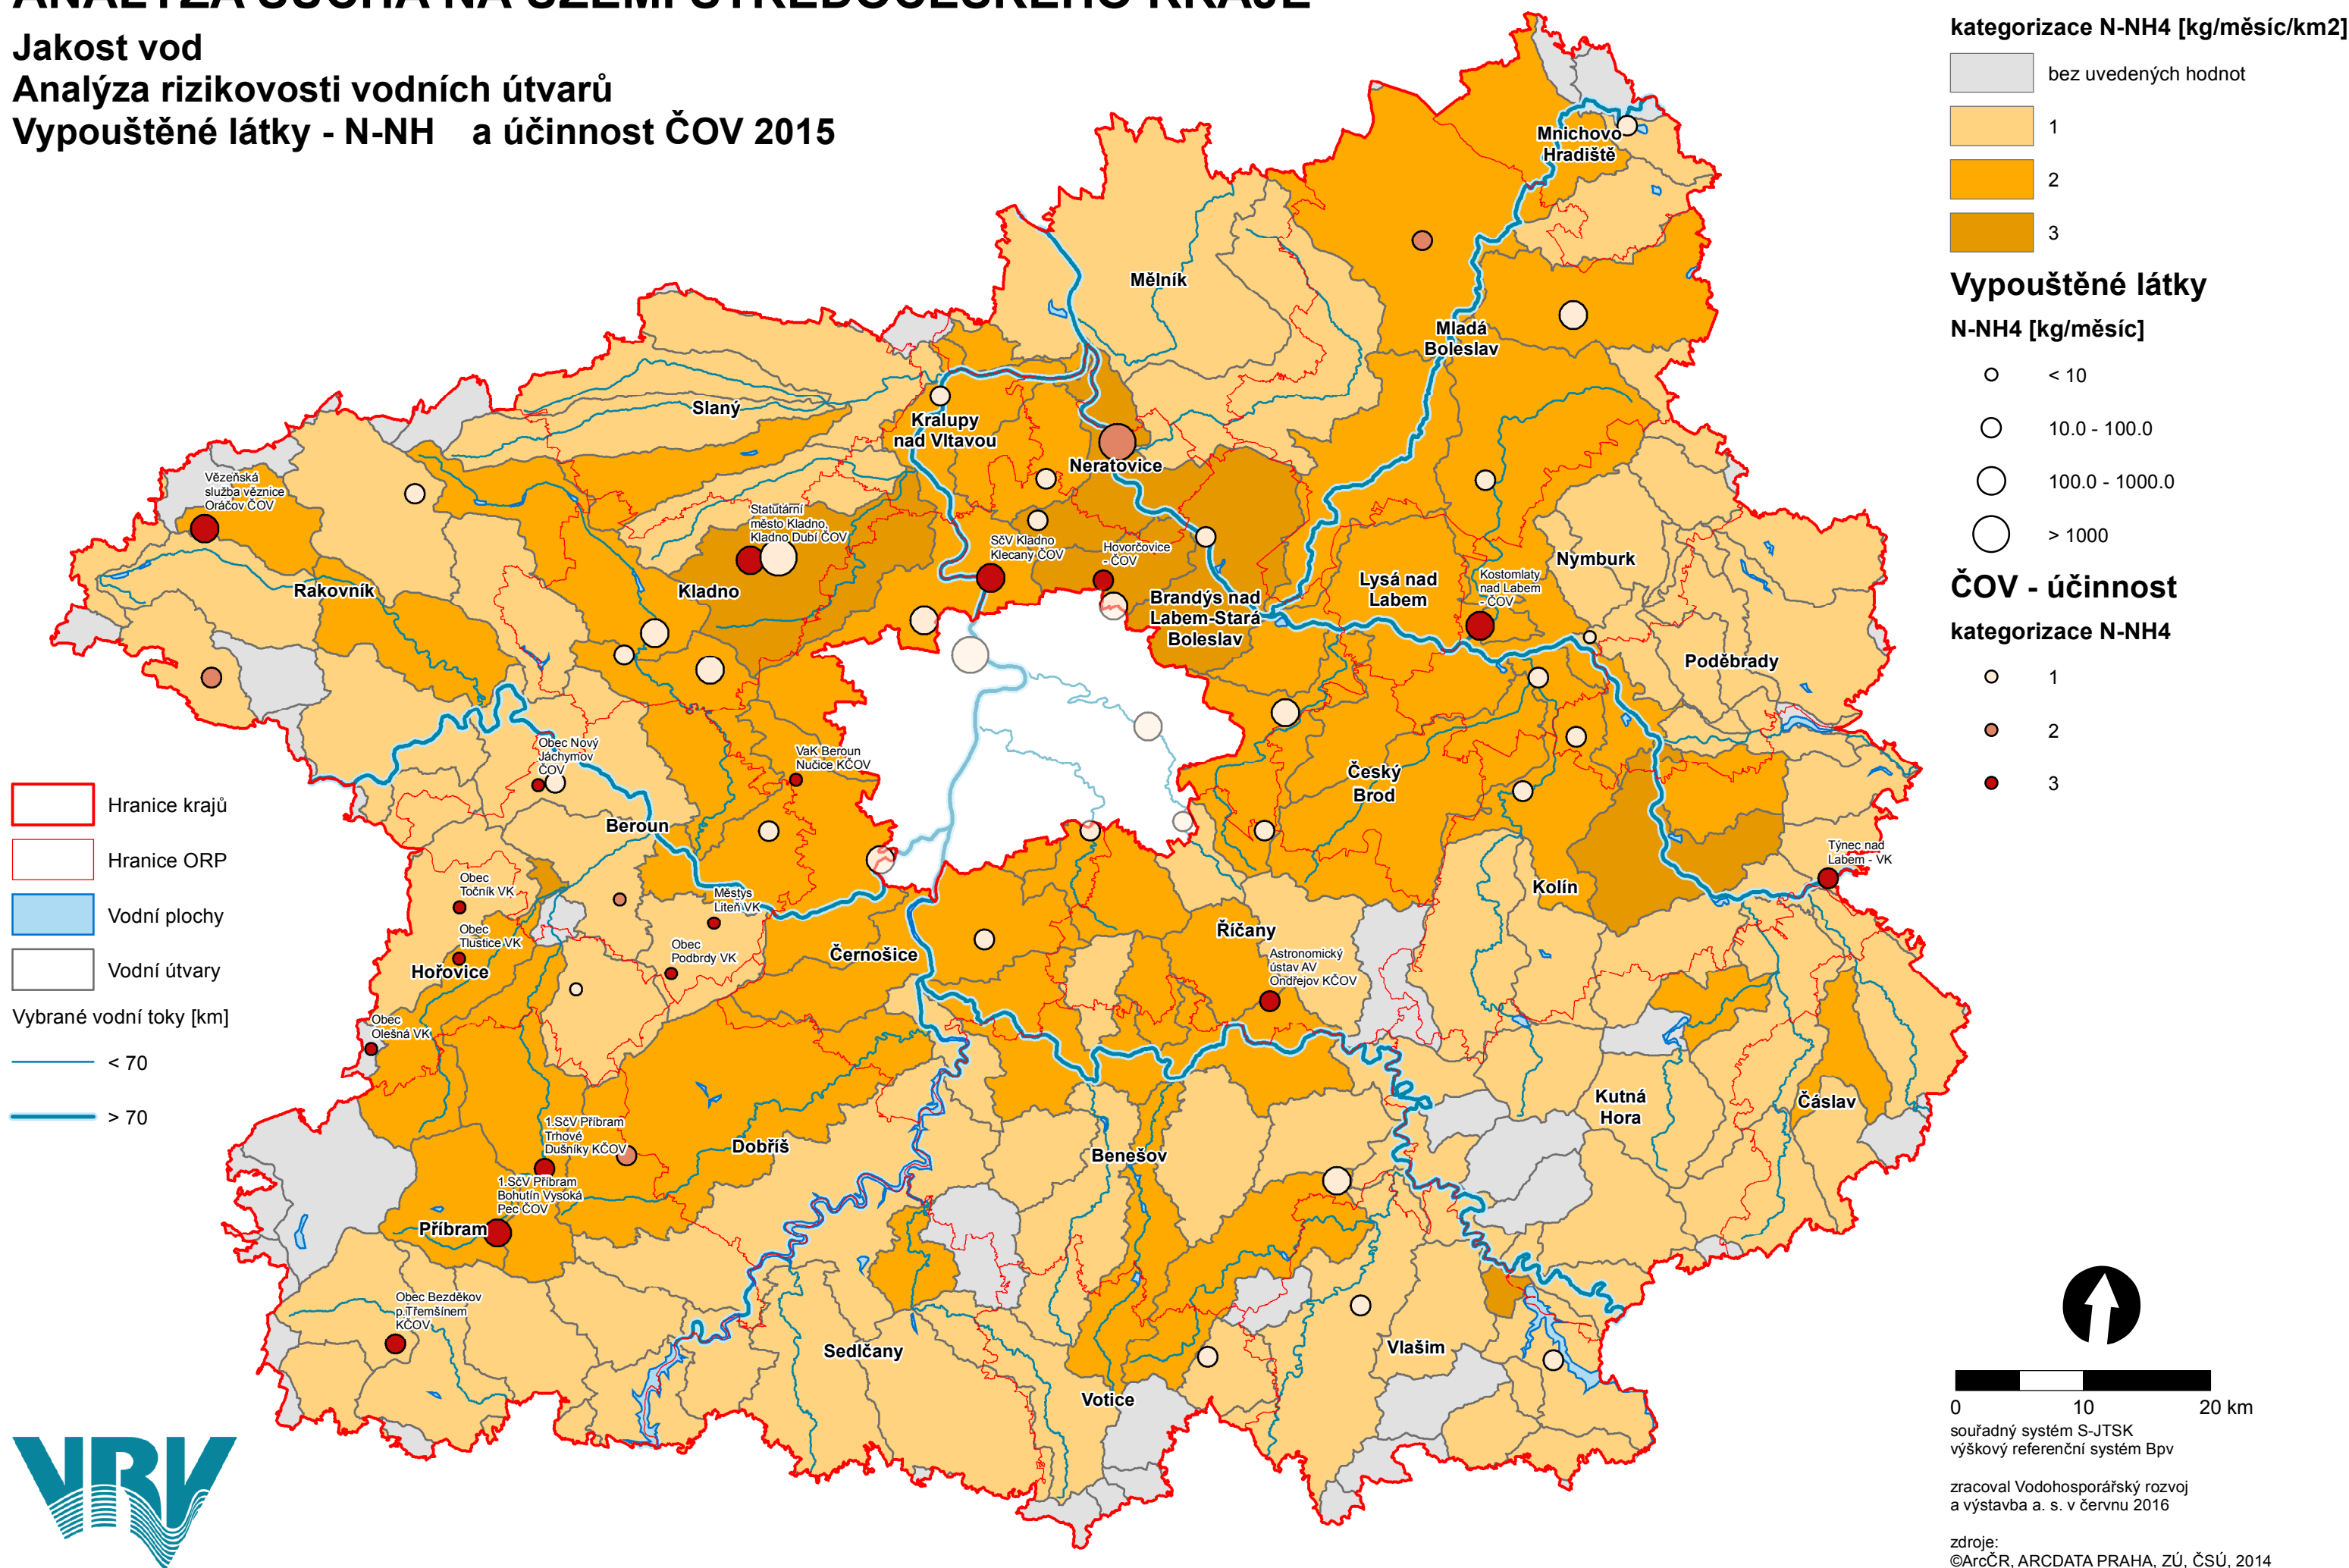 ANALÝZA SUCHA NA ÚZEMÍ STŘEDOČESKÉHO KRAJE
Jakost vod
Analýza rizikovosti vodních útvarů
Vypouštěné látky - N-NH a účinnost ČOV 2015
kategorizace N-NH4 [kg/měsíc/km2]
bez uvedených hodnot
1
2
3
Vypouštěné látky
N-NH4 [kg/měsíc]
< 10
10.0 - 100.0
100.0 - 1000.0
> 1000
ČOV - účinnost
kategorizace N-NH4
1
2
3
Mnichovo
Hradiště
Mělník
Mladá
Boleslav
Slaný
Kralupy
nad Vltavou
Neratovice
Vězeňská
služba věznice
Oráčov ČOV
Statutární
město Kladno,
Kladno Dubí ČOV
SčV Kladno
Klecany ČOV
Hovorčovice
- ČOV
Nymburk
Rakovník
Kladno
Brandýs nad
Labem-Stará
Boleslav
Lysá nad
Labem
Kostomlaty
nad Labem
- ČOV
Poděbrady
Obec Nový
Jáchymov
ČOV
VaK Beroun
Nučice KČOV
Český
Brod
Beroun
Týnec nad
Labem - VK
Kolín
Obec
Točník VK
Městys
Liteň VK
Obec
Tlustice VK
Obec
Podbrdy VK
Hořovice
Černošice
Říčany
Astronomický
ústav AV
Ondřejov KČOV
Obec
Olešná VK
Kutná
Hora
Čáslav
1.SčV Příbram
Trhové
Dušníky KČOV
Dobříš
Benešov
1.SčV Příbram
Bohutín Vysoká
Pec ČOV
Příbram
Obec Bezděkov
p.Třemšínem
KČOV
Sedlčany
Vlašim
Votice
Hranice krajů
Hranice ORP
Vodní plochy
Vodní útvary
Vybrané vodní toky [km]
< 70
> 70
VRV
0 10 20 km
souřadný systém S-JTSK
výškový referenční systém Bpv
zracoval Vodohospořářský rozvoj
a výstavba a. s. v červnu 2016
zdroje:
©ArcČR, ARCDATA PRAHA, ZÚ, ČSÚ, 2014